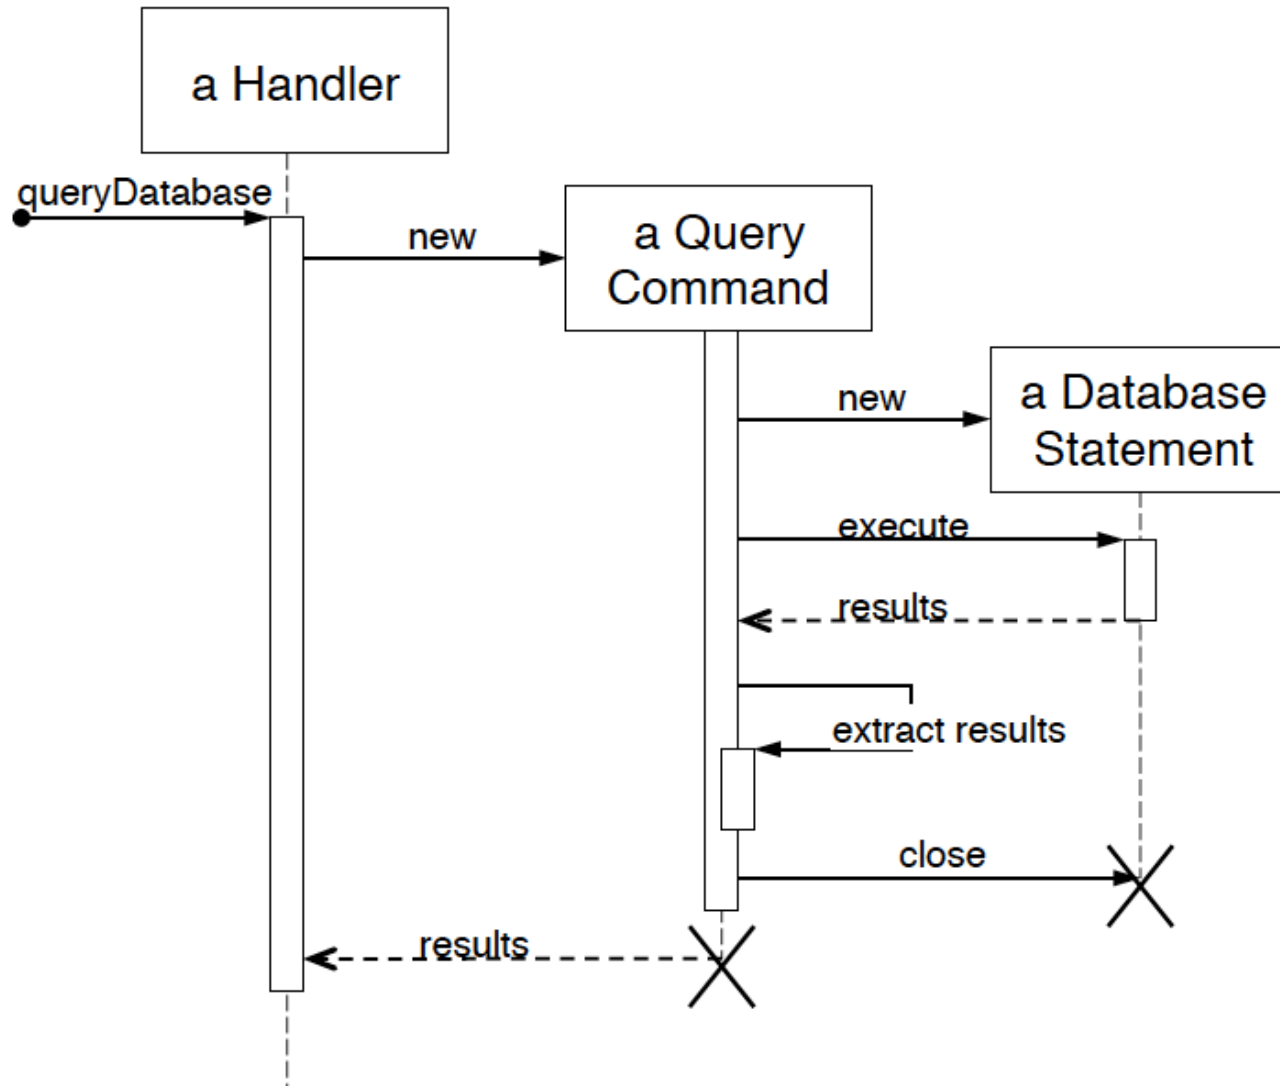 a Handler
queryDatabase
new
a Query
Command
new
a Database
Statement
execute
results
extract results
close
results